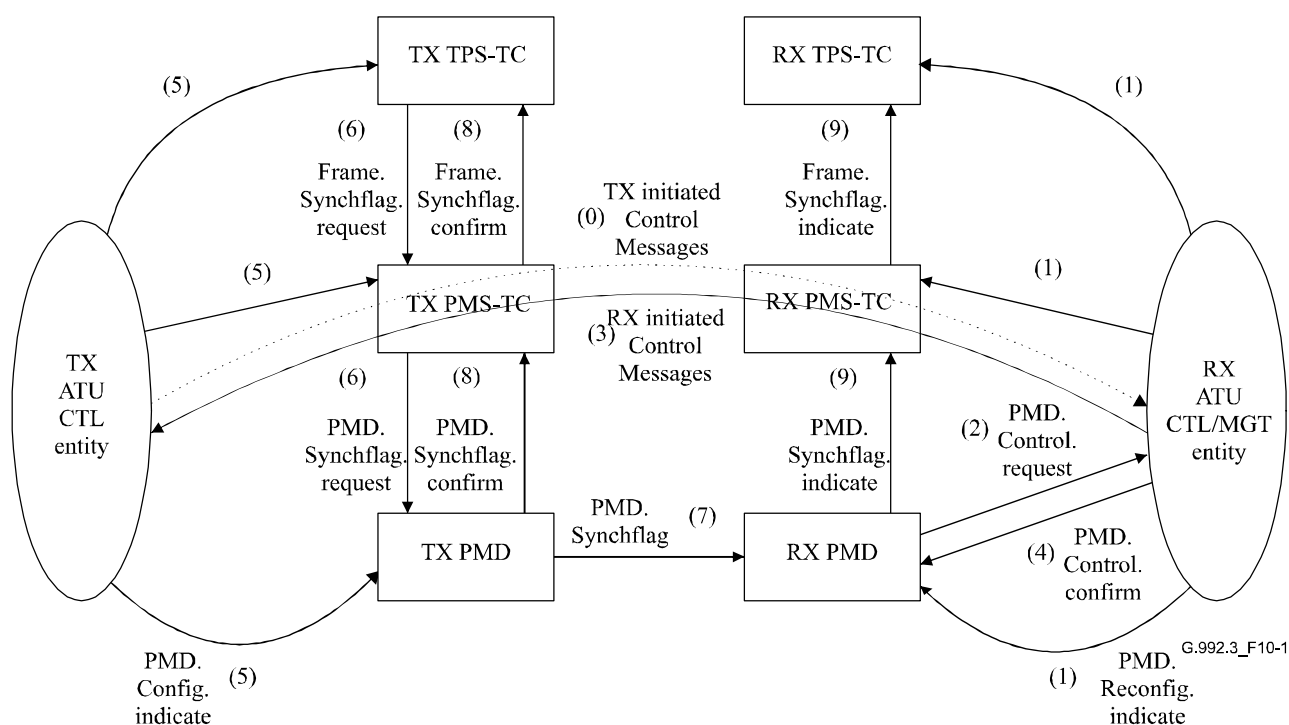 TX TPS-TC
RX TPS-TC
(5)
(1)
(6)
(8)
(9)
Frame.
Synchflag.
request
Frame.
Synchflag.
confirm
(0)
TX initiated
Control
Messages
Frame.
Synchflag.
indicate
(5)
(1)
TX PMS-TC
RX PMS-TC
(3)
RX initiated
Control
Messages
TX
ATU
CTL
entity
RX
ATU
CTL/MGT
entity
(6)
(8)
(9)
PMD.
Synchflag.
request
PMD.
Synchflag.
confirm
PMD.
Synchflag.
indicate
(2)
PMD.
Control.
request
TX PMD
PMD.
Synchflag
(7)
RX PMD
(4)
PMD.
Control.
confirm
PMD.
Config.
indicate
(5)
(1)
PMD.
Reconfig.
indicate
G.992.3_F10-1